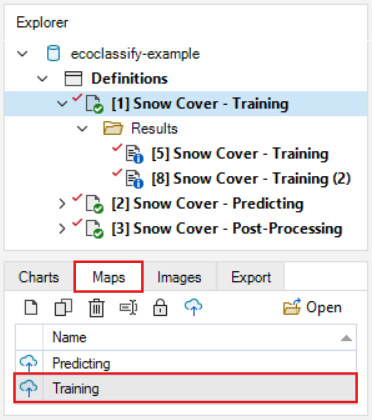 Explorer
ecoclassify-example
Definitions
[1] Snow Cover - Training
Results
[5] Snow Cover - Training
[8] Snow Cover - Training (2)
[2] Snow Cover - Predicting
[3] Snow Cover - Post-Processing
Charts Maps Images Export
Open
Name
Predicting
Training